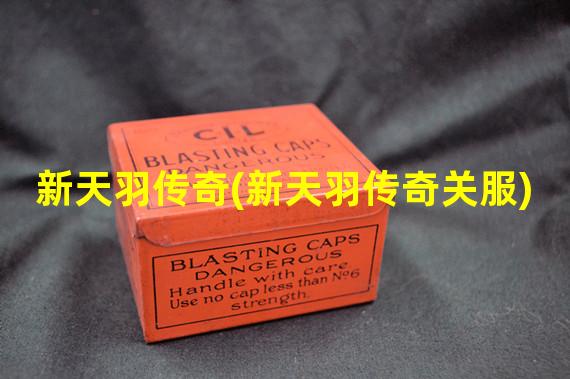 CIL
BLASTING CAPS
DANGEROUS
新天羽传奇(新天羽传奇关服)
BLASTING CAPS
DANGEROUS
Handle with care
Use no cap less than Nº6
strength.